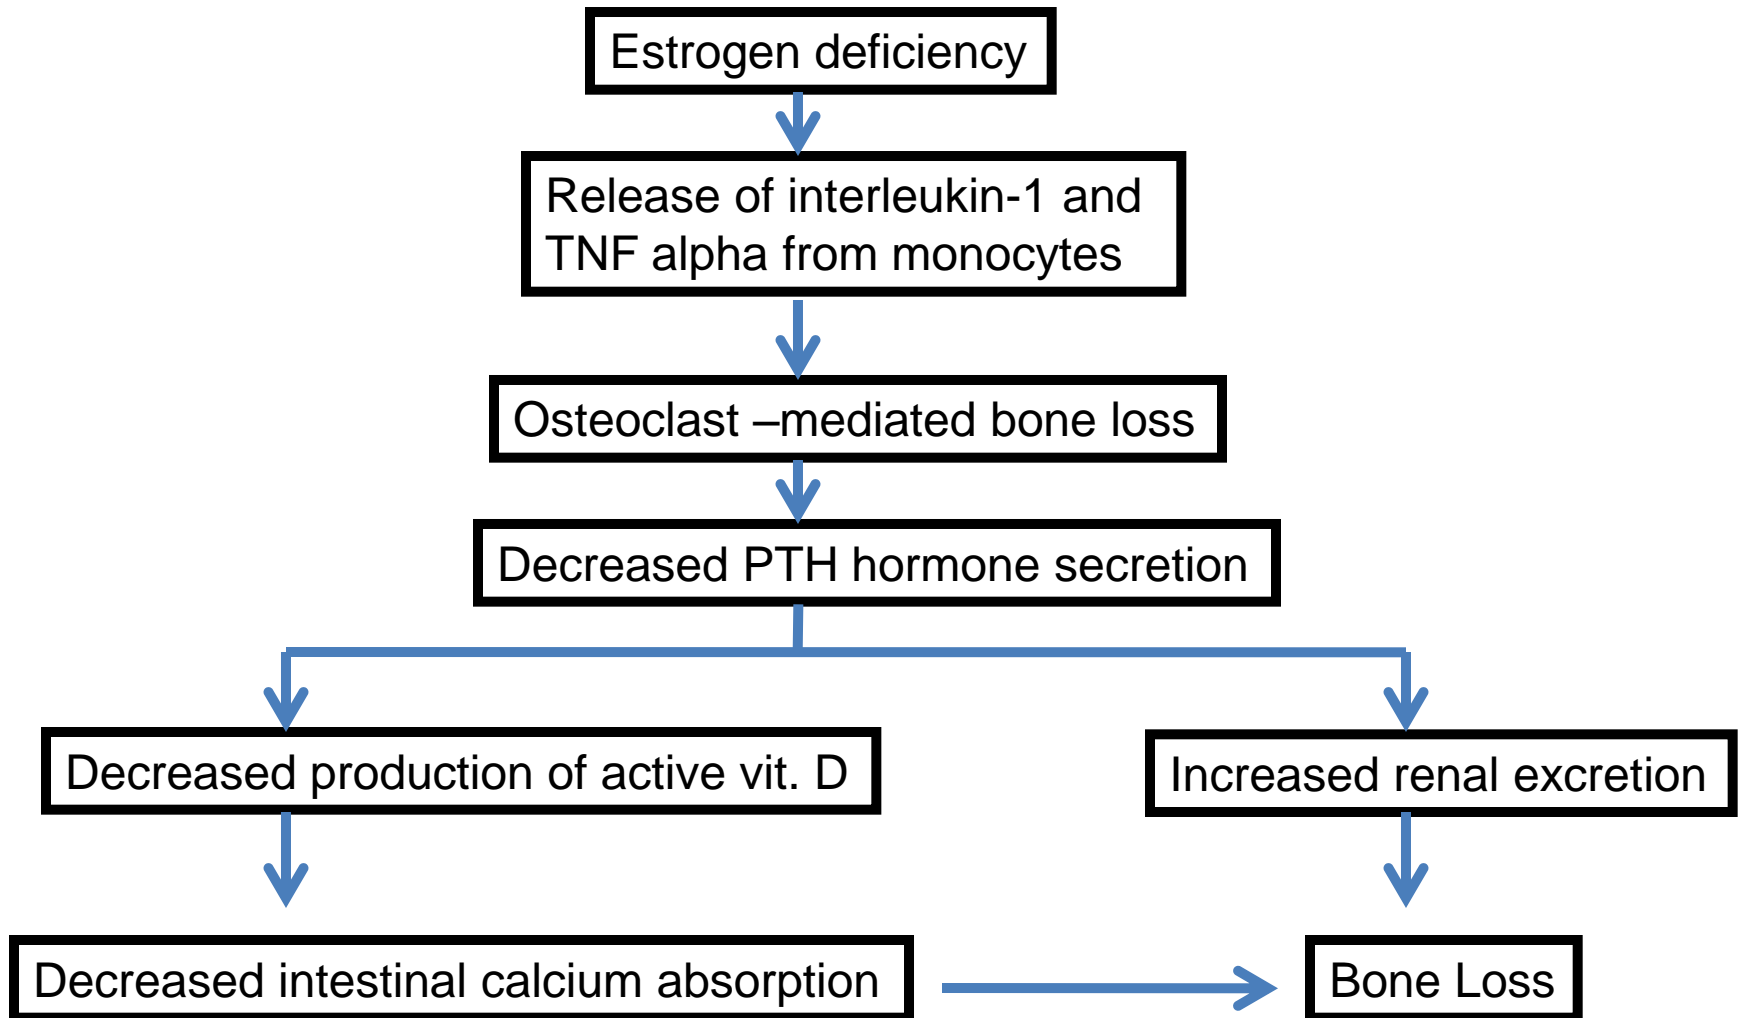 Estrogen deficiency
Release of interleukin-1 and
TNF alpha from monocytes
Osteoclast –mediated bone loss
Decreased PTH hormone secretion
Decreased production of active vit. D
Increased renal excretion
Decreased intestinal calcium absorption
Bone Loss